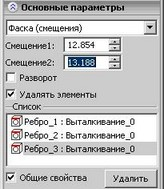 Основные параметры
Фаска (смещения)
Смещение1: 12.854
Смещение2: 13.188
Разворот
Удалять элементы
Список
Ребро_1 : Выталкивание_0
Ребро_2 : Выталкивание_0
Ребро_3 : Выталкивание_0
Общие свойства Удалить